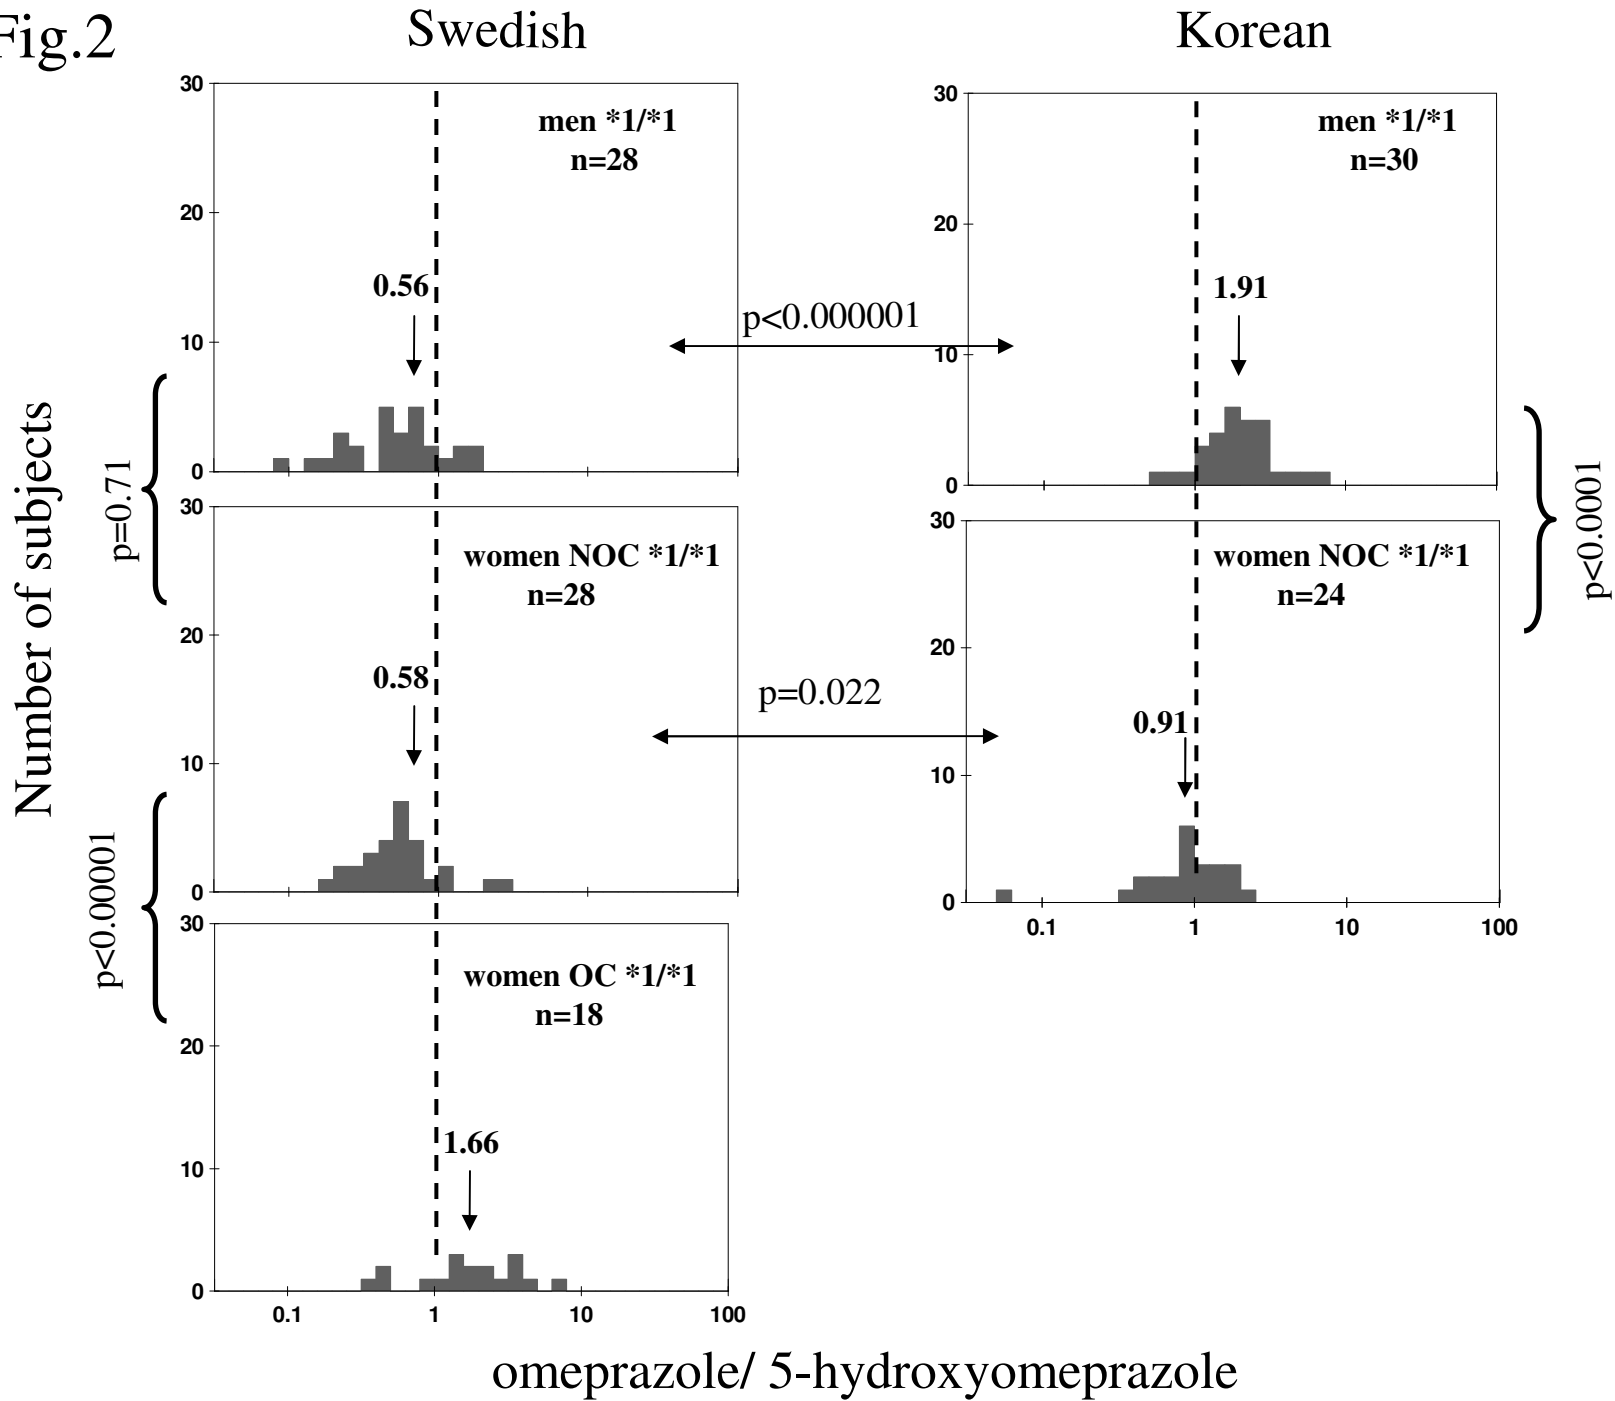 Fig.2
Swedish
Korean
30
20
10
0
men *1/*1
n=28
0.56
p<0.000001
30
20
10
0
men *1/*1
n=30
1.91
Number of subjects
p=0.71
p<0.0001
30
20
10
0
women NOC *1/*1
n=28
0.58
p=0.022
30
20
10
0
women NOC *1/*1
n=24
0.91
0.1 1 10 100
p<0.00001
30
20
10
0
women OC *1/*1
n=18
1.66
0.1 1 10 100
omeprazole/ 5-hydroxyomeprazole